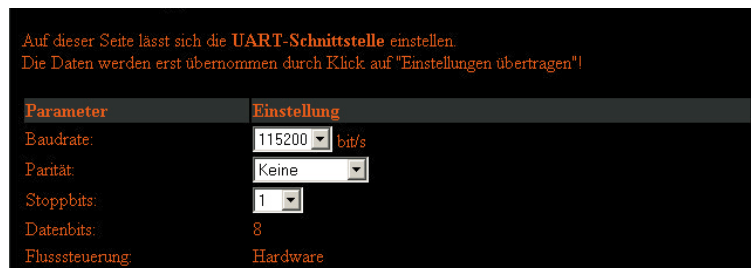 Auf dieser Seite lässt sich die UART-Schnittstelle einstellen.
Die Daten werden erst übernommen durch Klick auf "Einstellungen übertragen"!
Parameter Einstellung
Baudrate: 115200 bit/s
Parität: Keine
Stoppbits: 1
Datenbits: 8
Flusssteuerung: Hardware